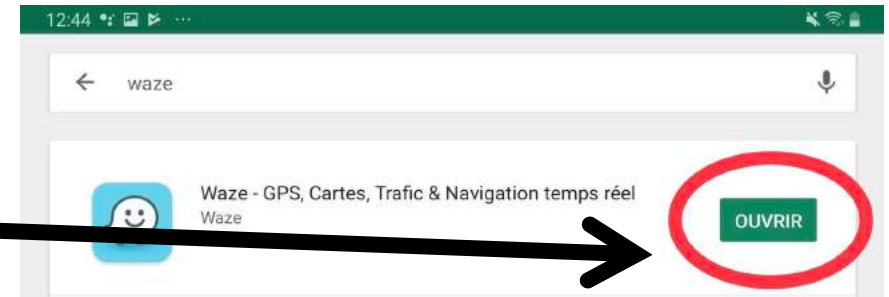 12:44
waze
Waze - GPS, Cartes, Trafic & Navigation temps réel
Waze
OUVRIR